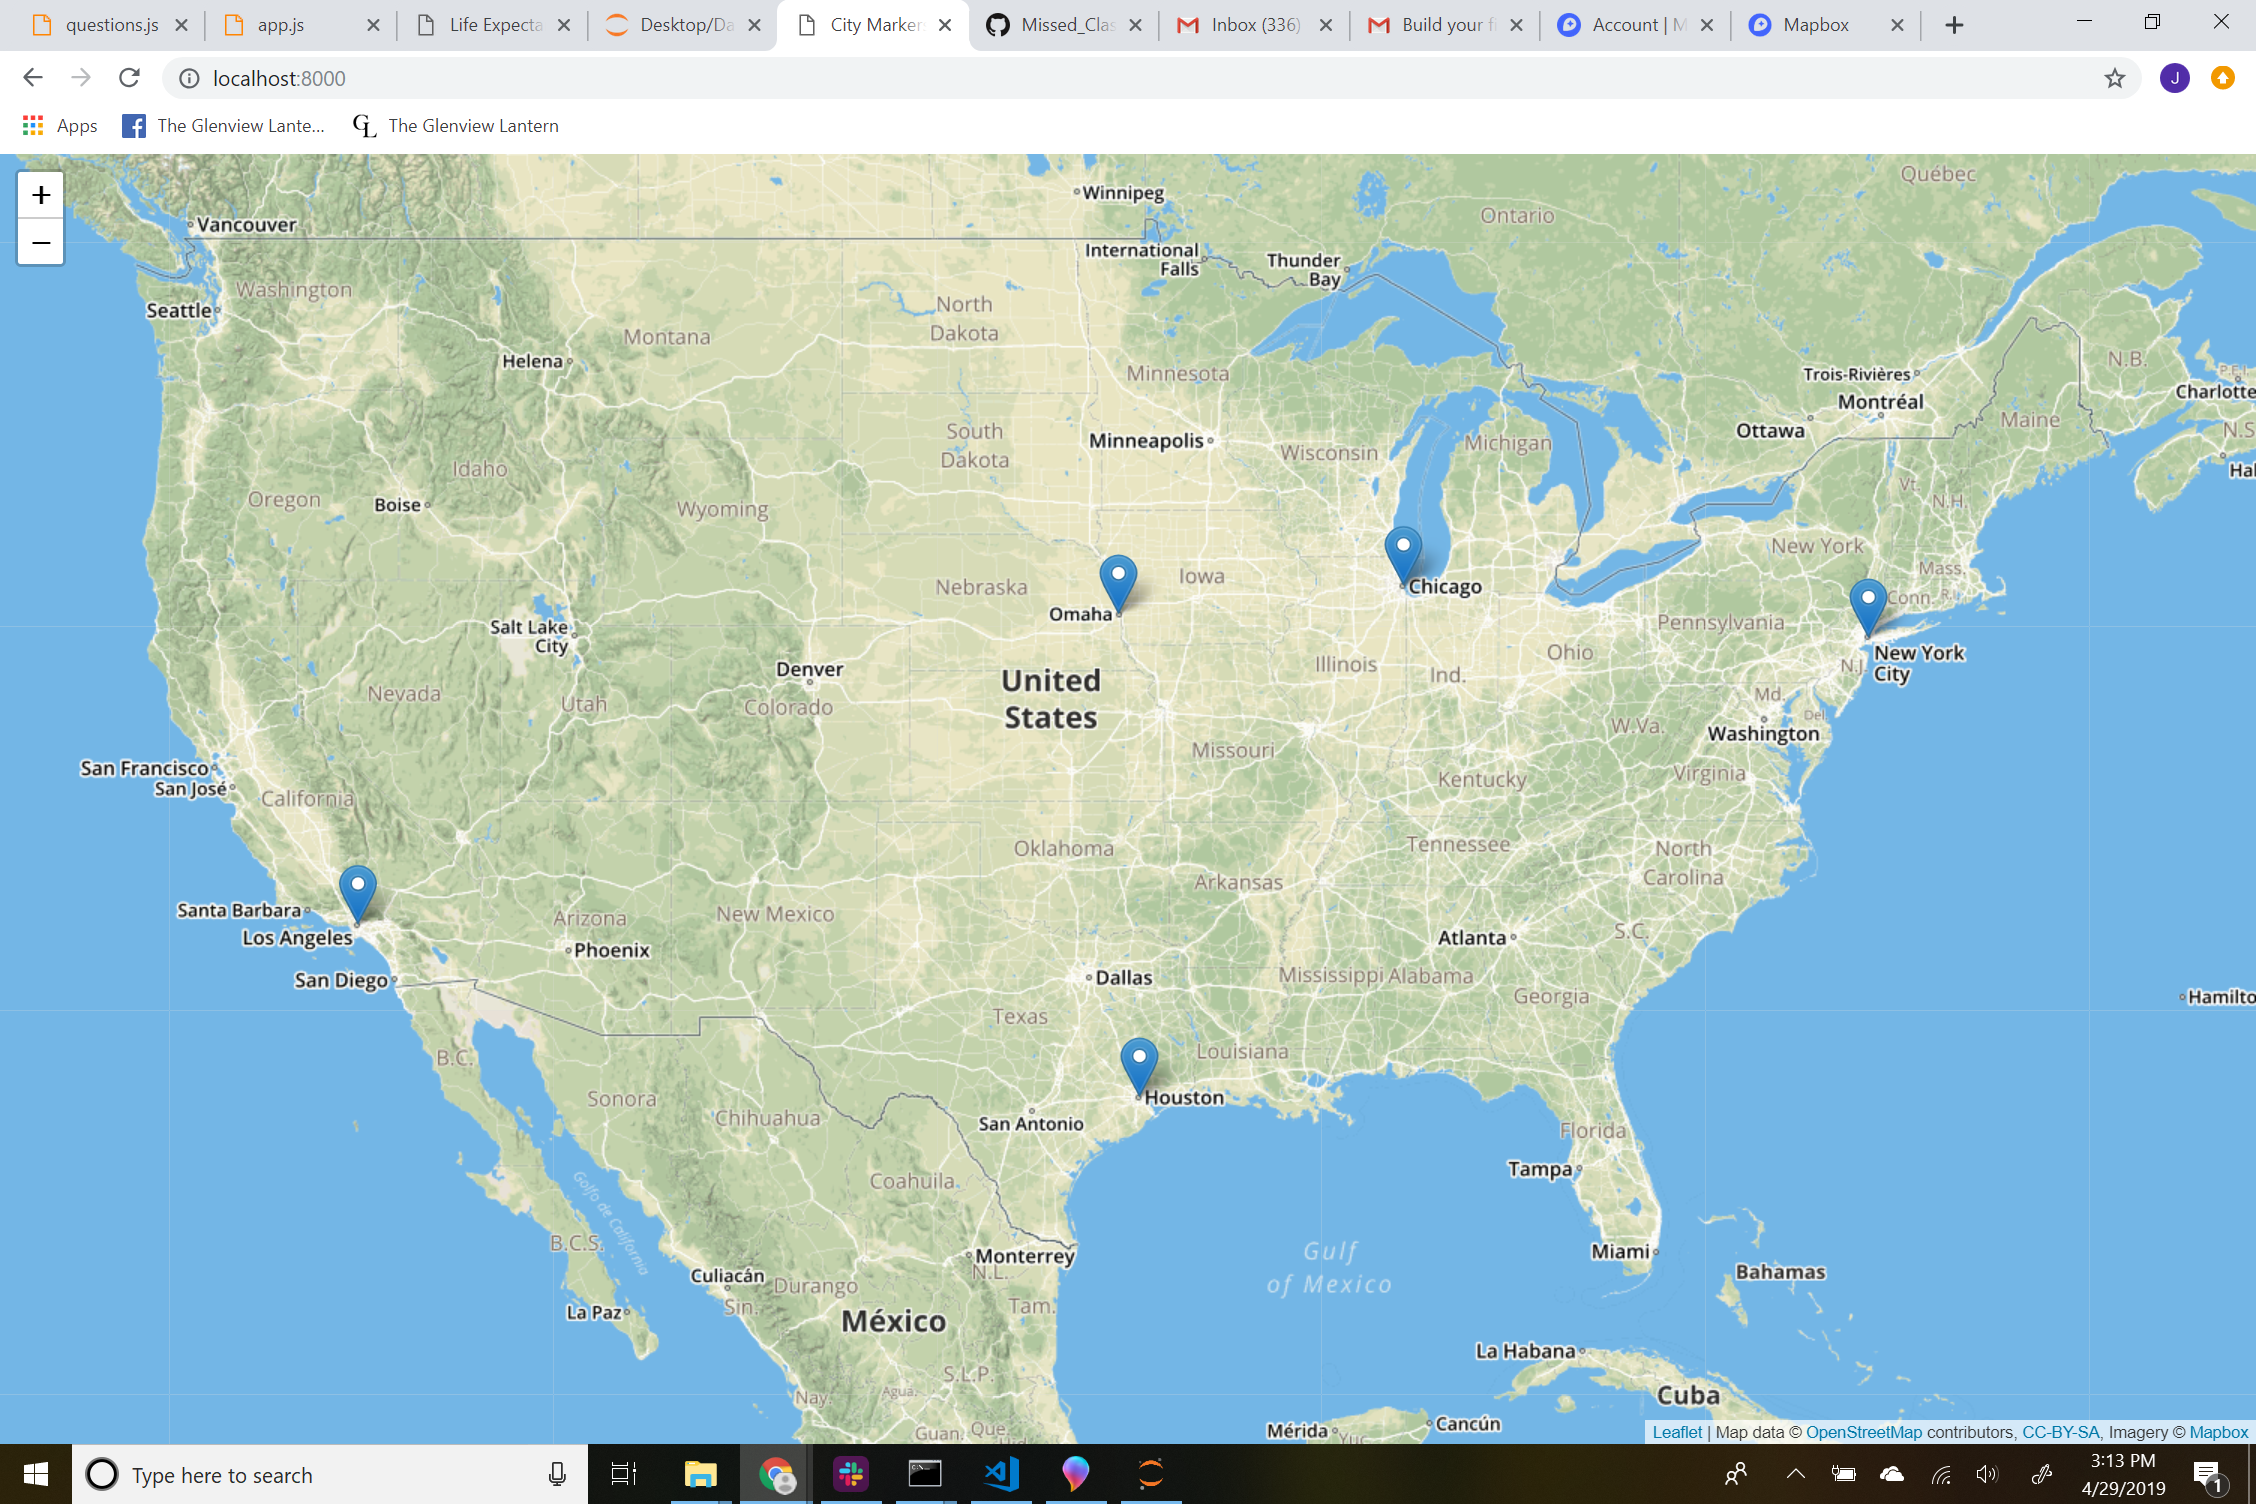 questions.js
app.js
Life Expecta
Desktop/Da
City Marker
Missed_Clas
Inbox (336)
Build your fi
Account | M
Mapbox
localhost:8000
J
Apps
The Glenview Lante...
GL
The Glenview Lantern
+
−
Québec
Winnipeg
Ontario
Vancouver
International
Falls
Thunder
Bay
Washington
Seattle
North
Dakota
Montana
Helena
N.B.
P.E.I.
Minnesota
Trois-Rivières
Charlotte
Montréal
Maine
Ottawa
N.S.
South
Dakota
Minneapolis
Wisconsin
Michigan
Idaho
Hal
Vt.
N.H.
Oregon
Boise
Wyoming
New York
Iowa
Mass.
Nebraska
Chicago
Conn.
R.
Omaha
Pennsylvania
Salt Lake
City
Ohio
New York
City
Denver
Illinois
Ind.
N.J.
United
States
Nevada
Utah
Colorado
Md.
Del.
W.Va.
Washington
Missouri
San Francisco
San José
California
Kentucky
Virginia
Oklahoma
Tennessee
North
Carolina
Arkansas
Santa Barbara
Arizona
New Mexico
Los Angeles
Phoenix
Atlanta
S.C.
San Diego
Dallas
Mississippi
Alabama
Georgia
Hamilto
Texas
Louisiana
B.C.
Sonora
Houston
Chihuahua
San Antonio
Florida
Tampa
Coahuila
Golfo de California
B.C.S.
Monterrey
N.L.
Gulf
of Mexico
Miami
Bahamas
Culiacán
Durango
Sin.
Tam.
La Paz
México
La Habana
S.L.P.
Nay.
Agua.
Cuba
Guan.
Que.
Mérida
Yuc.
Cancún
Leaflet | Map data © OpenStreetMap contributors, CC-BY-SA, Imagery © Mapbox
Type here to search
3:13 PM
4/29/2019
1